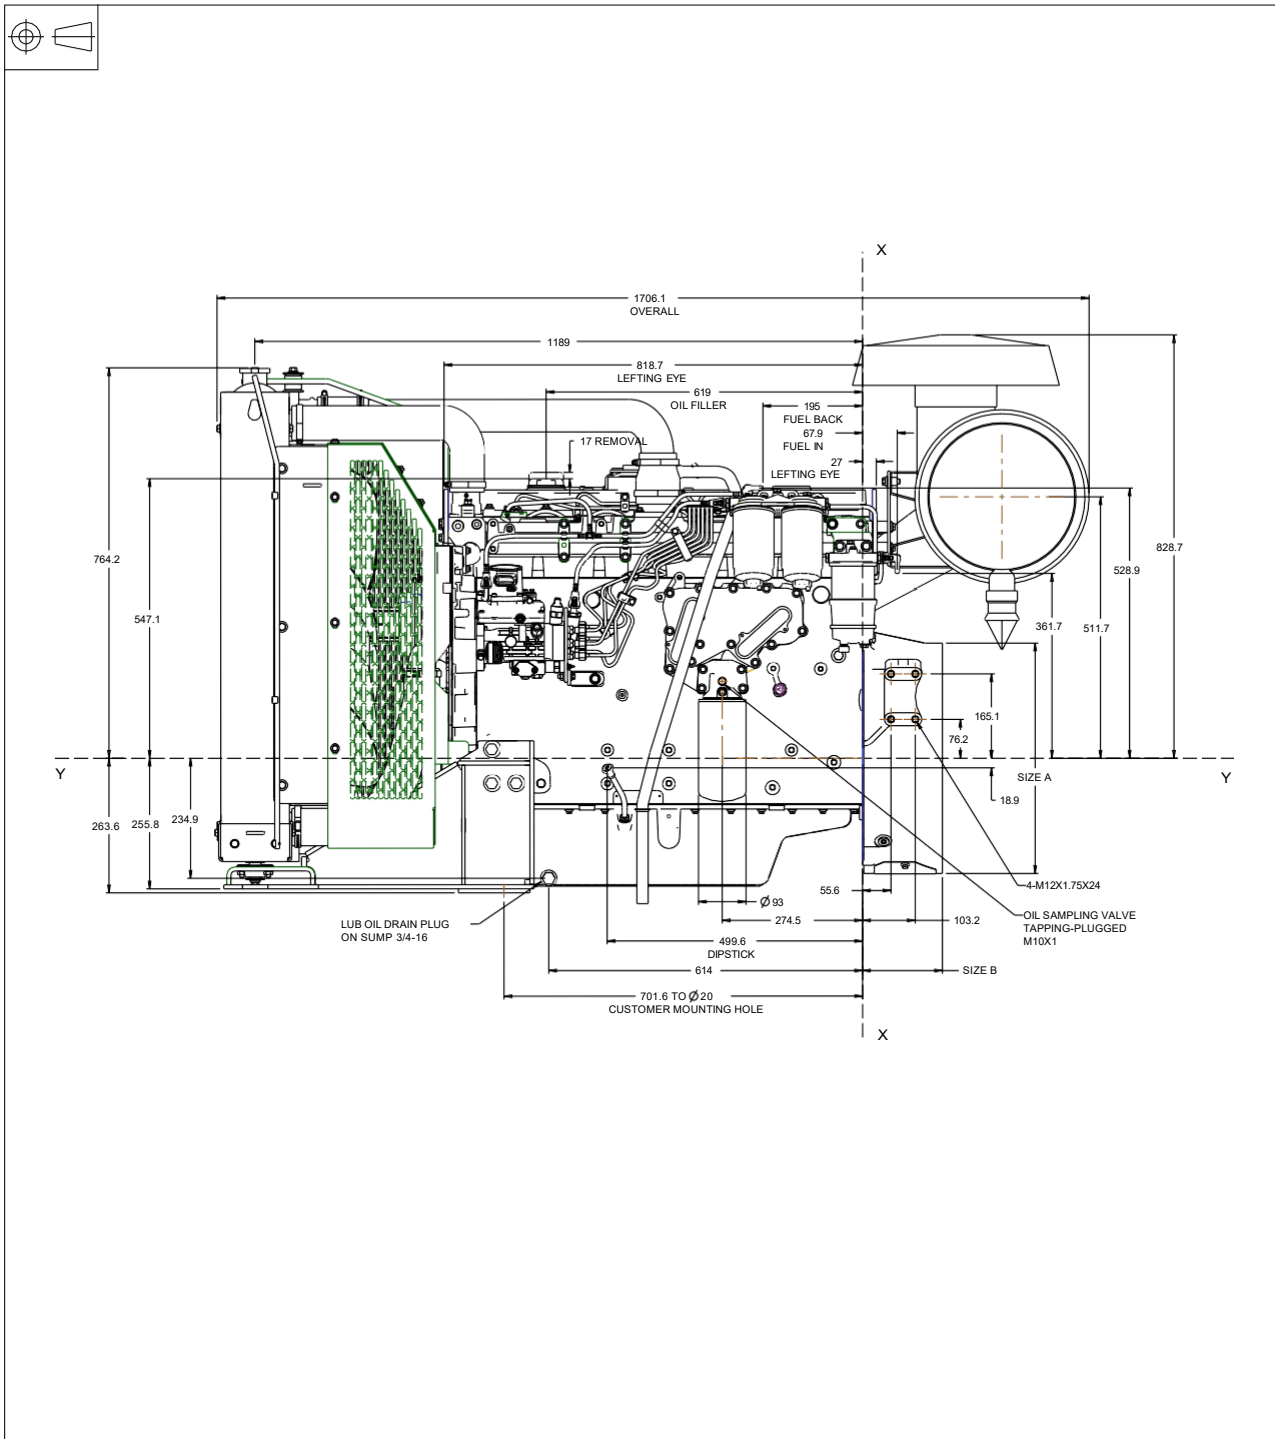 X
1706.1
OVERALL
1189
818.7
LEFTING EYE
619
OIL FILLER
195
FUEL BACK
67.9
FUEL IN
17 REMOVAL
27
LEFTING EYE
764.2
828.7
528.9
547.1
361.7
511.7
165.1
76.2
Y
Y
SIZE A
18.9
263.6
255.8
234.9
4-M12X1.75X24
55.6
Ø93
LUB OIL DRAIN PLUG
ON SUMP 3/4-16
274.5
103.2
OIL SAMPLING VALVE
TAPPING-PLUGGED
M10X1
499.6
DIPSTICK
614
SIZE B
701.6 TO Ø20
CUSTOMER MOUNTING HOLE
X